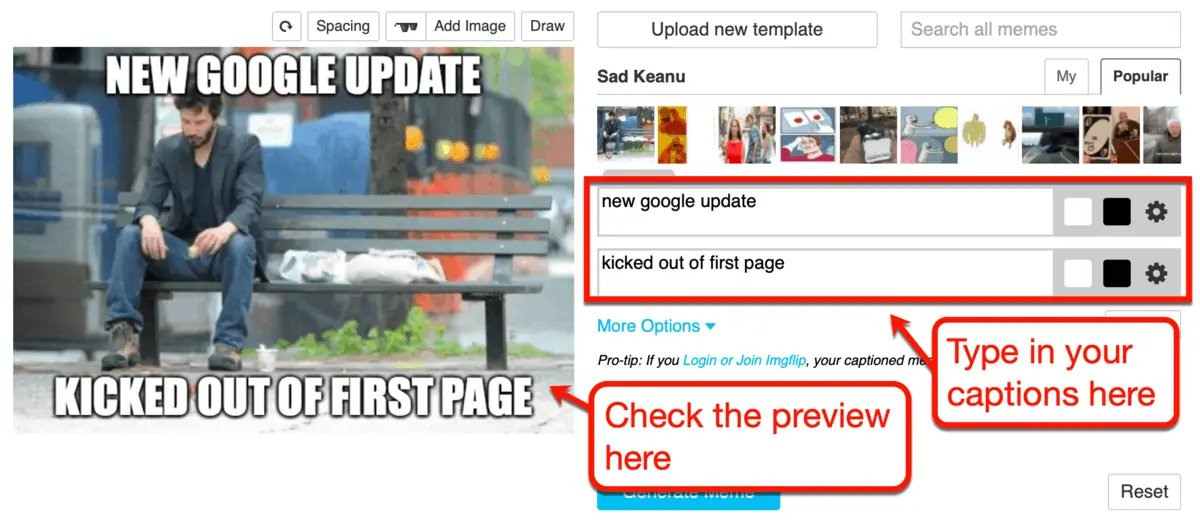 Spacing
Add Image
Draw
NEW GOOGLE UPDATE
KICKED OUT OF FIRST PAGE
Upload new template
Search all memes
Sad Keanu
My
Popular
new google update
kicked out of first page
More Options
Pro-tip: If you Login or Join Imgflip, your captioned
Type in your
captions here
Check the preview
here
Generate Meme
Reset